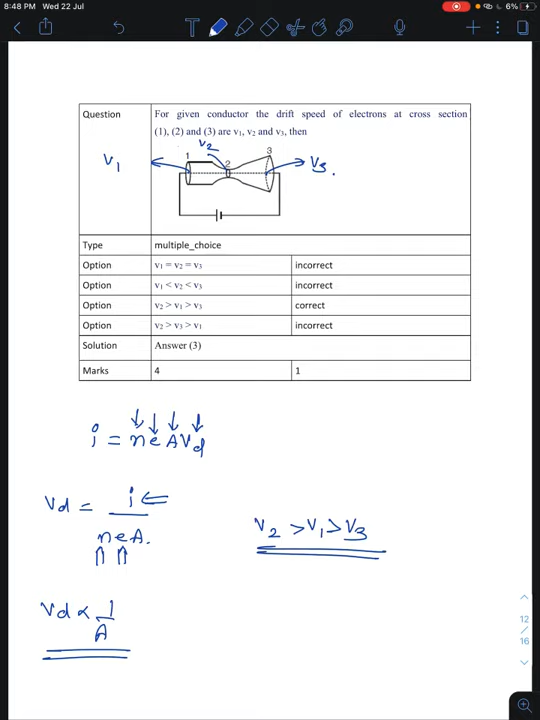 8:48 PM Wed 22 Jul
6%
Question
For given conductor the drift speed of electrons at cross section
(1), (2) and (3) are v₁, v₂ and v₃, then
V₁
V₂
1
2
3
V₃.
Type multiple_choice
Option v₁ = v₂ = v₃ incorrect
Option v₁ < v₂ < v₃ incorrect
Option v₂ > v₁ > v₃ correct
Option v₂ > v₃ > v₁ incorrect
Solution Answer (3)
Marks 4 1
i = neAVd
Vd = i
neA.
V₂ > V₁ > V₃
Vd ∝ 1
A
12
/
16